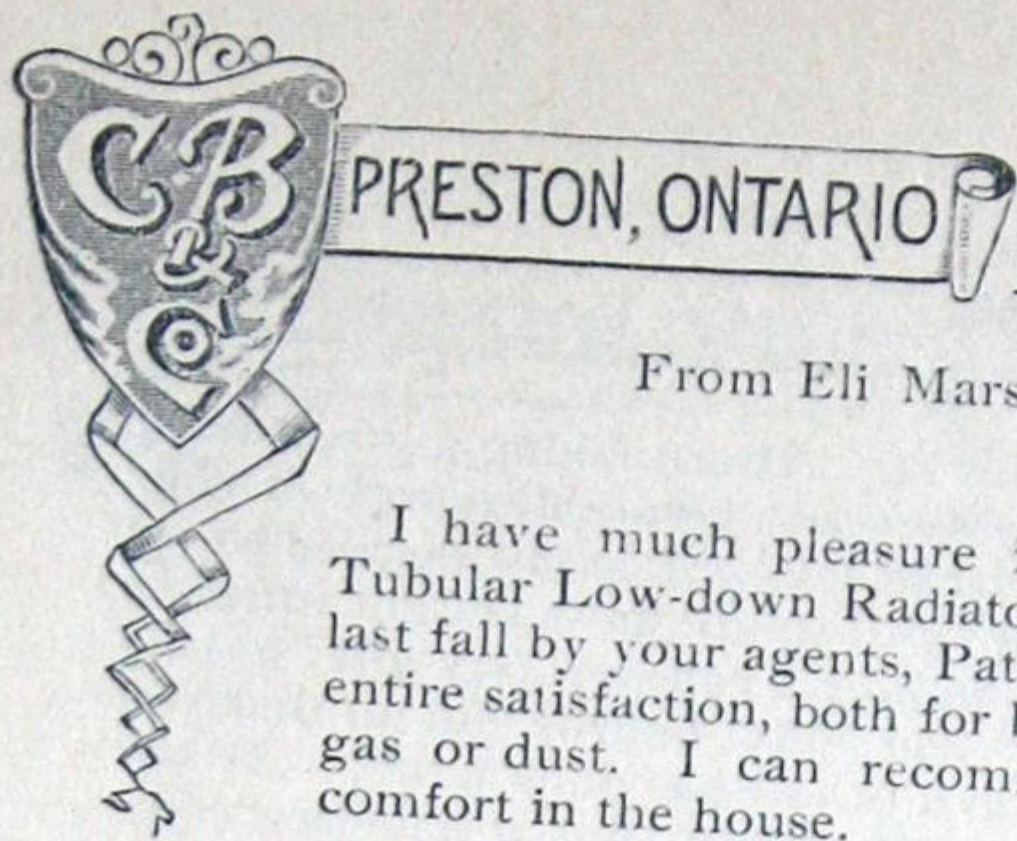 CB
&
Co
PRESTON, ONTARIO
From Eli Mars
I have much pleasure
Tubular Low-down Radiato
last fall by your agents, Pat
entire satisfaction, both for
gas or dust. I can recom
comfort in the house.